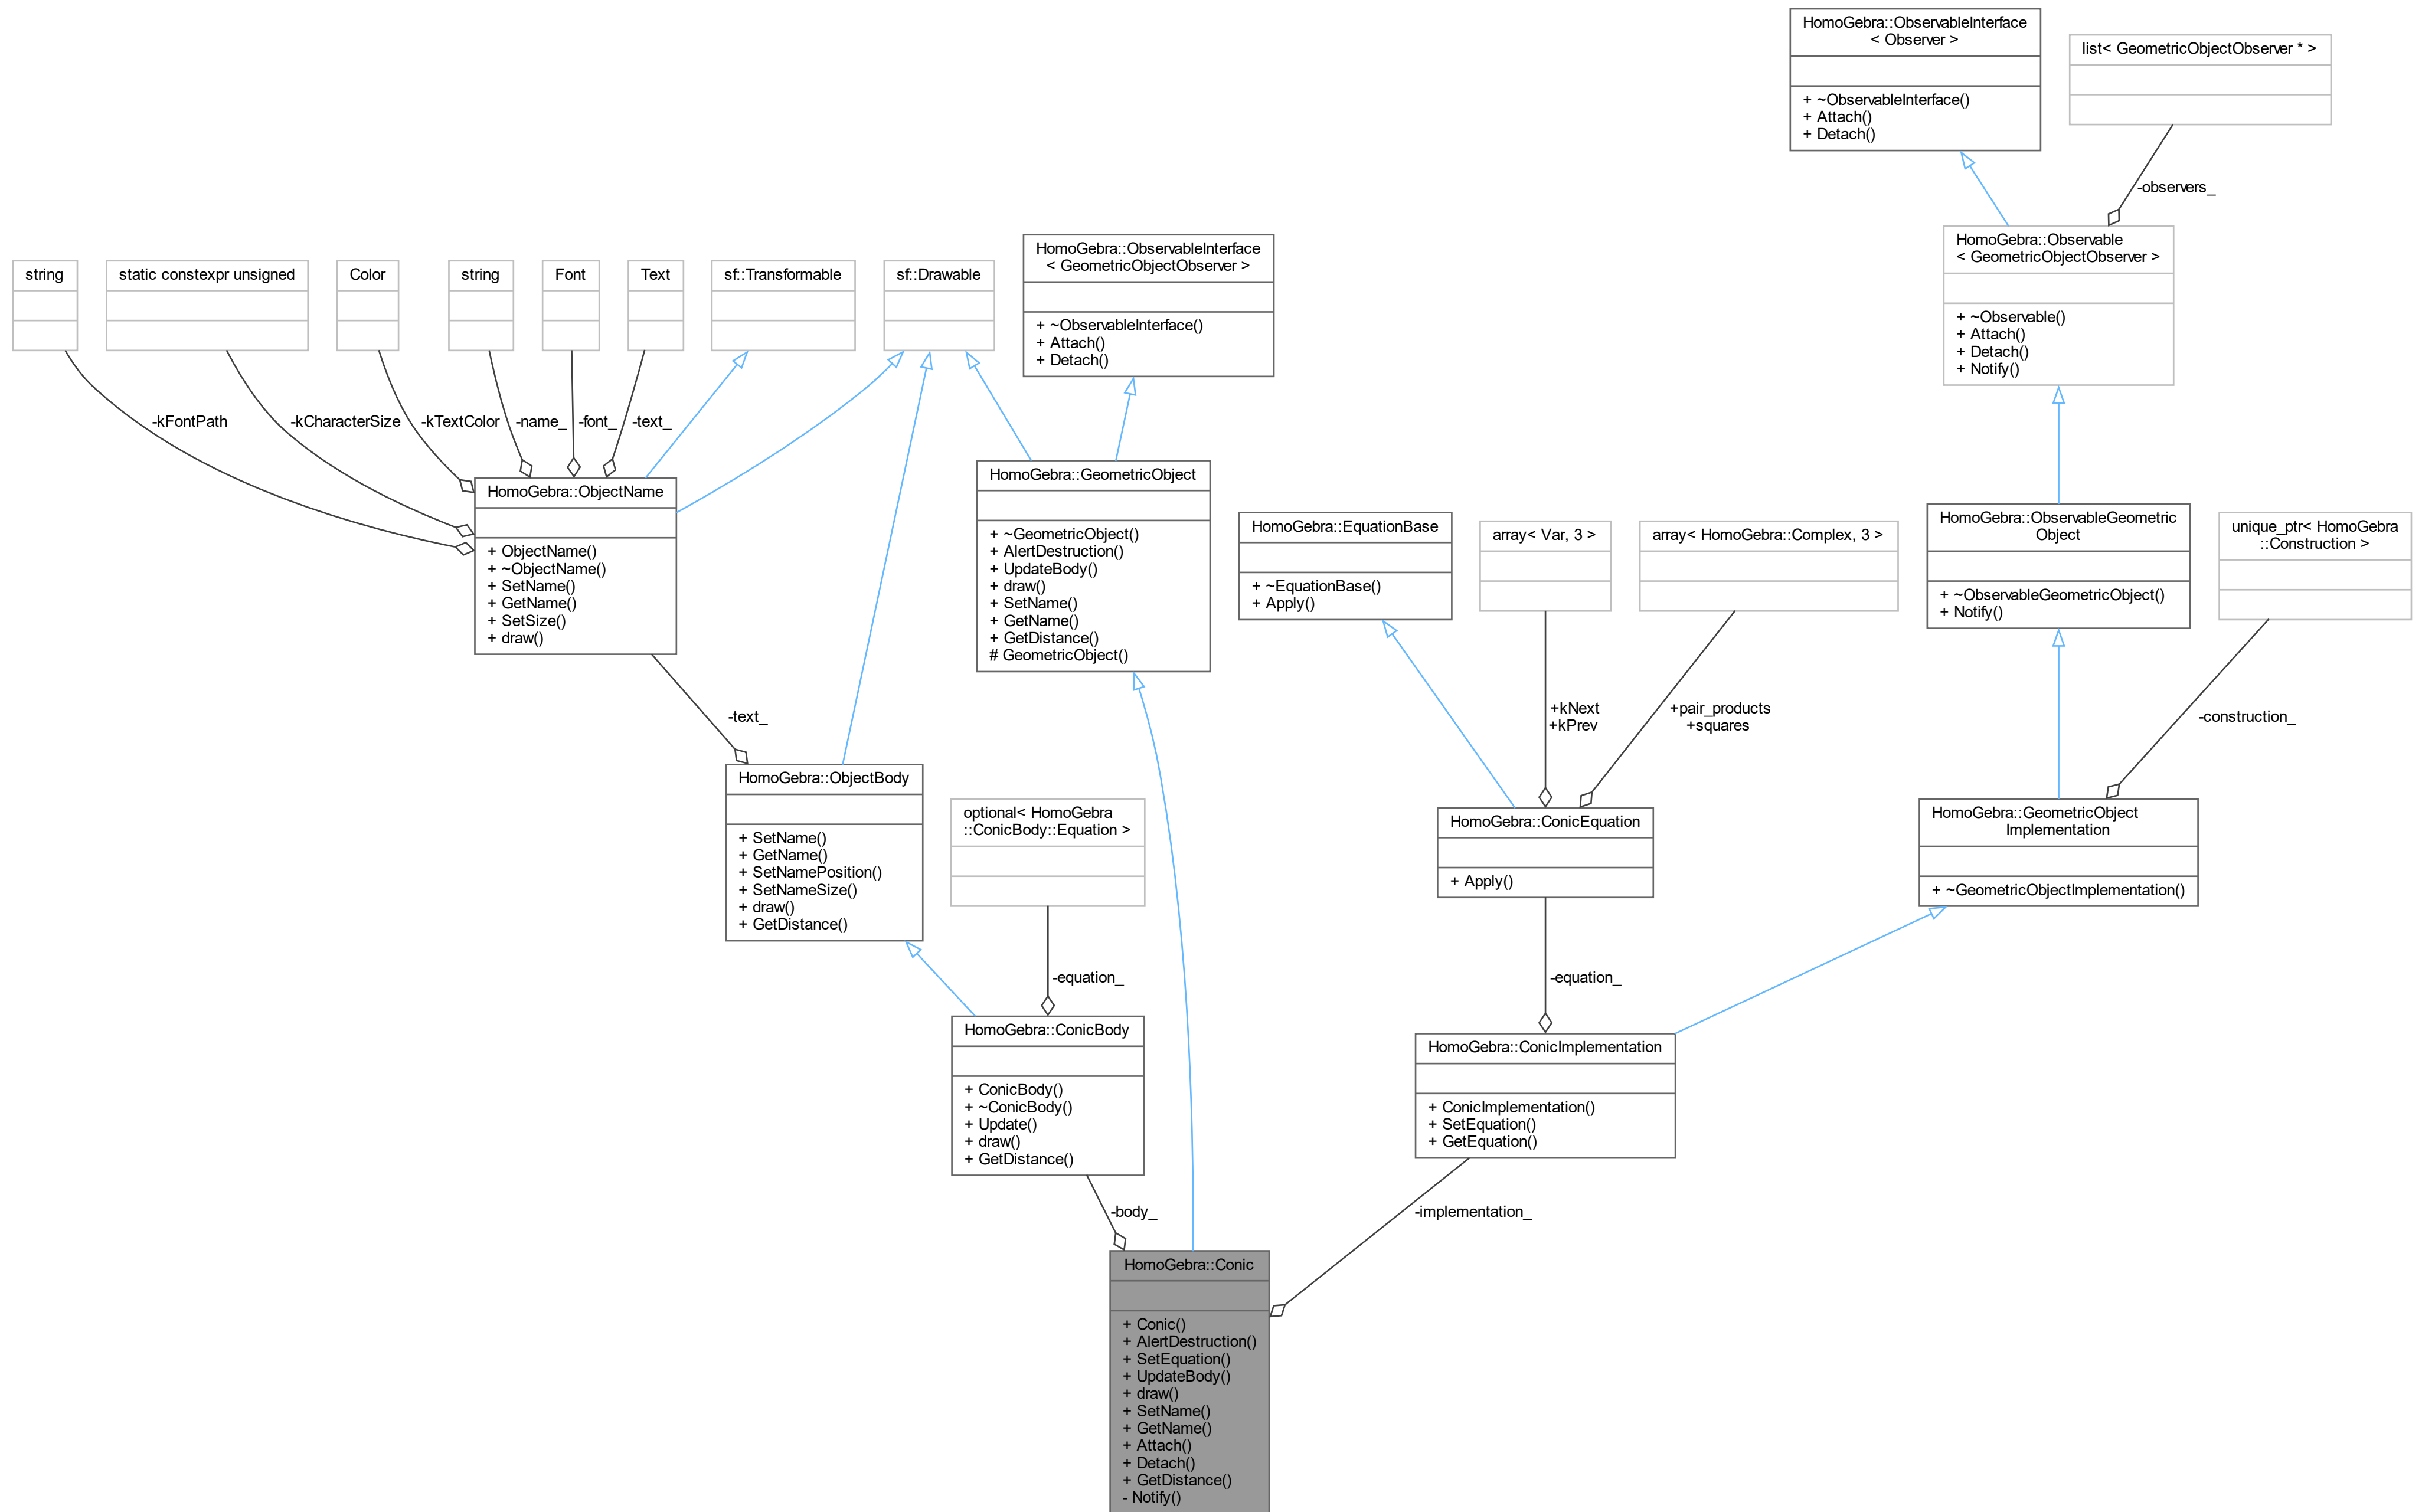 HomoGebra::ObservableInterface
< Observer >
+ ~ObservableInterface()
+ Attach()
+ Detach()
list< GeometricObjectObserver * >
-observers_
HomoGebra::Observable
< GeometricObjectObserver >
+ ~Observable()
+ Attach()
+ Detach()
+ Notify()
string
static constexpr unsigned
Color
string
Font
Text
sf::Transformable
sf::Drawable
HomoGebra::ObservableInterface
< GeometricObjectObserver >
+ ~ObservableInterface()
+ Attach()
+ Detach()
-kFontPath
-kCharacterSize
-kTextColor
-name_
-font_
-text_
HomoGebra::ObjectName
+ ObjectName()
+ ~ObjectName()
+ SetName()
+ GetName()
+ SetSize()
+ draw()
HomoGebra::GeometricObject
+ ~GeometricObject()
+ AlertDestruction()
+ UpdateBody()
+ draw()
+ SetName()
+ GetName()
+ GetDistance()
# GeometricObject()
HomoGebra::EquationBase
+ ~EquationBase()
+ Apply()
array< Var, 3 >
array< HomoGebra::Complex, 3 >
HomoGebra::ObservableGeometric
Object
+ ~ObservableGeometricObject()
+ Notify()
unique_ptr< HomoGebra
::Construction >
-text_
+kNext
+kPrev
+pair_products
+squares
-construction_
HomoGebra::ObjectBody
+ SetName()
+ GetName()
+ SetNamePosition()
+ SetNameSize()
+ draw()
+ GetDistance()
optional< HomoGebra
::ConicBody::Equation >
HomoGebra::ConicEquation
+ Apply()
HomoGebra::GeometricObject
Implementation
+ ~GeometricObjectImplementation()
-equation_
-equation_
HomoGebra::ConicBody
+ ConicBody()
+ ~ConicBody()
+ Update()
+ draw()
+ GetDistance()
HomoGebra::ConicImplementation
+ ConicImplementation()
+ SetEquation()
+ GetEquation()
-body_
-implementation_
HomoGebra::Conic
+ Conic()
+ AlertDestruction()
+ SetEquation()
+ UpdateBody()
+ draw()
+ SetName()
+ GetName()
+ Attach()
+ Detach()
+ GetDistance()
- Notify()